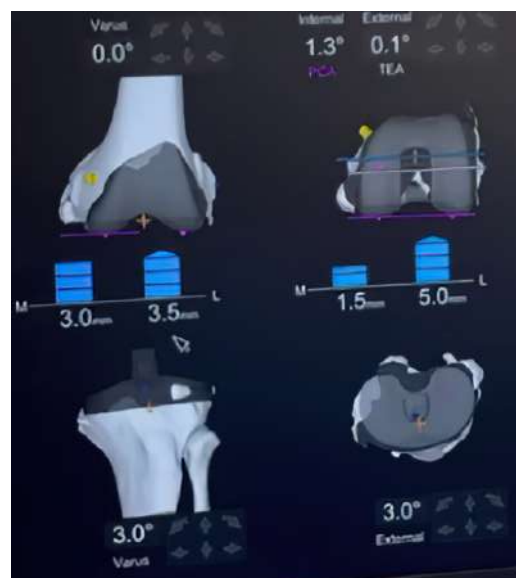 Varus
0.0°
Internal External
1.3° 0.1°
PCA TEA
M L
3.0mm 3.5mm
M L
1.5mm 5.0mm
3.0°
Varus
3.0°
External